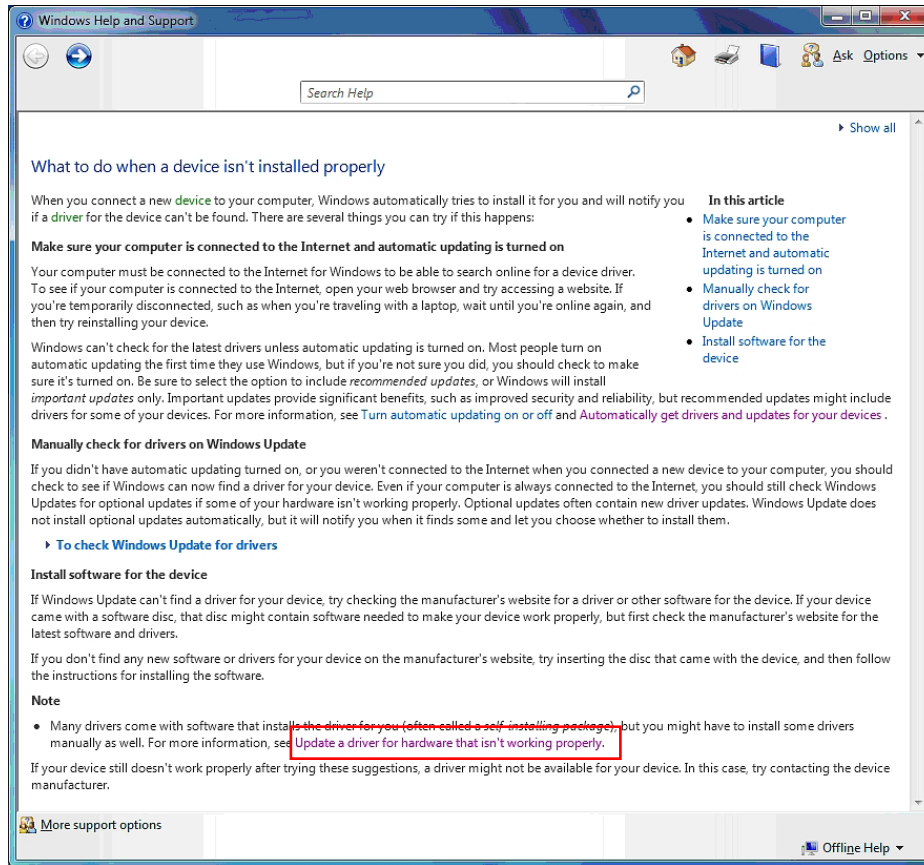 Windows Help and Support
Ask Options
Search Help
Show all
What to do when a device isn't installed properly
When you connect a new device to your computer, Windows automatically tries to install it for you and will notify you
if a driver for the device can't be found. There are several things you can try if this happens:
In this article
Make sure your computer
is connected to the
Internet and automatic
updating is turned on
Manually check for
drivers on Windows
Update
Install software for the
device
Make sure your computer is connected to the Internet and automatic updating is turned on
Your computer must be connected to the Internet for Windows to be able to search online for a device driver.
To see if your computer is connected to the Internet, open your web browser and try accessing a website. If
you're temporarily disconnected, such as when you're traveling with a laptop, wait until you're online again, and
then try reinstalling your device.
Windows can't check for the latest drivers unless automatic updating is turned on. Most people turn on
automatic updating the first time they use Windows, but if you're not sure you did, you should check to make
sure it's turned on. Be sure to select the option to include recommended updates, or Windows will install
important updates only. Important updates provide significant benefits, such as improved security and reliability, but recommended updates might include
drivers for some of your devices. For more information, see Turn automatic updating on or off and Automatically get drivers and updates for your devices .
Manually check for drivers on Windows Update
If you didn't have automatic updating turned on, or you weren't connected to the Internet when you connected a new device to your computer, you should
check to see if Windows can now find a driver for your device. Even if your computer is always connected to the Internet, you should still check Windows
Updates for optional updates if some of your hardware isn't working properly. Optional updates often contain new driver updates. Windows Update does
not install optional updates automatically, but it will notify you when it finds some and let you choose whether to install them.
To check Windows Update for drivers
Install software for the device
If Windows Update can't find a driver for your device, try checking the manufacturer's website for a driver or other software for the device. If your device
came with a software disc, that disc might contain software needed to make your device work properly, but first check the manufacturer's website for the
latest software and drivers.
If you don't find any new software or drivers for your device on the manufacturer's website, try inserting the disc that came with the device, and then follow
the instructions for installing the software.
Note
Many drivers come with software that installs the driver for you (often called a self-installing package), but you might have to install some drivers
manually as well. For more information, see Update a driver for hardware that isn't working properly.
If your device still doesn't work properly after trying these suggestions, a driver might not be available for your device. In this case, try contacting the device
manufacturer.
More support options
Offline Help